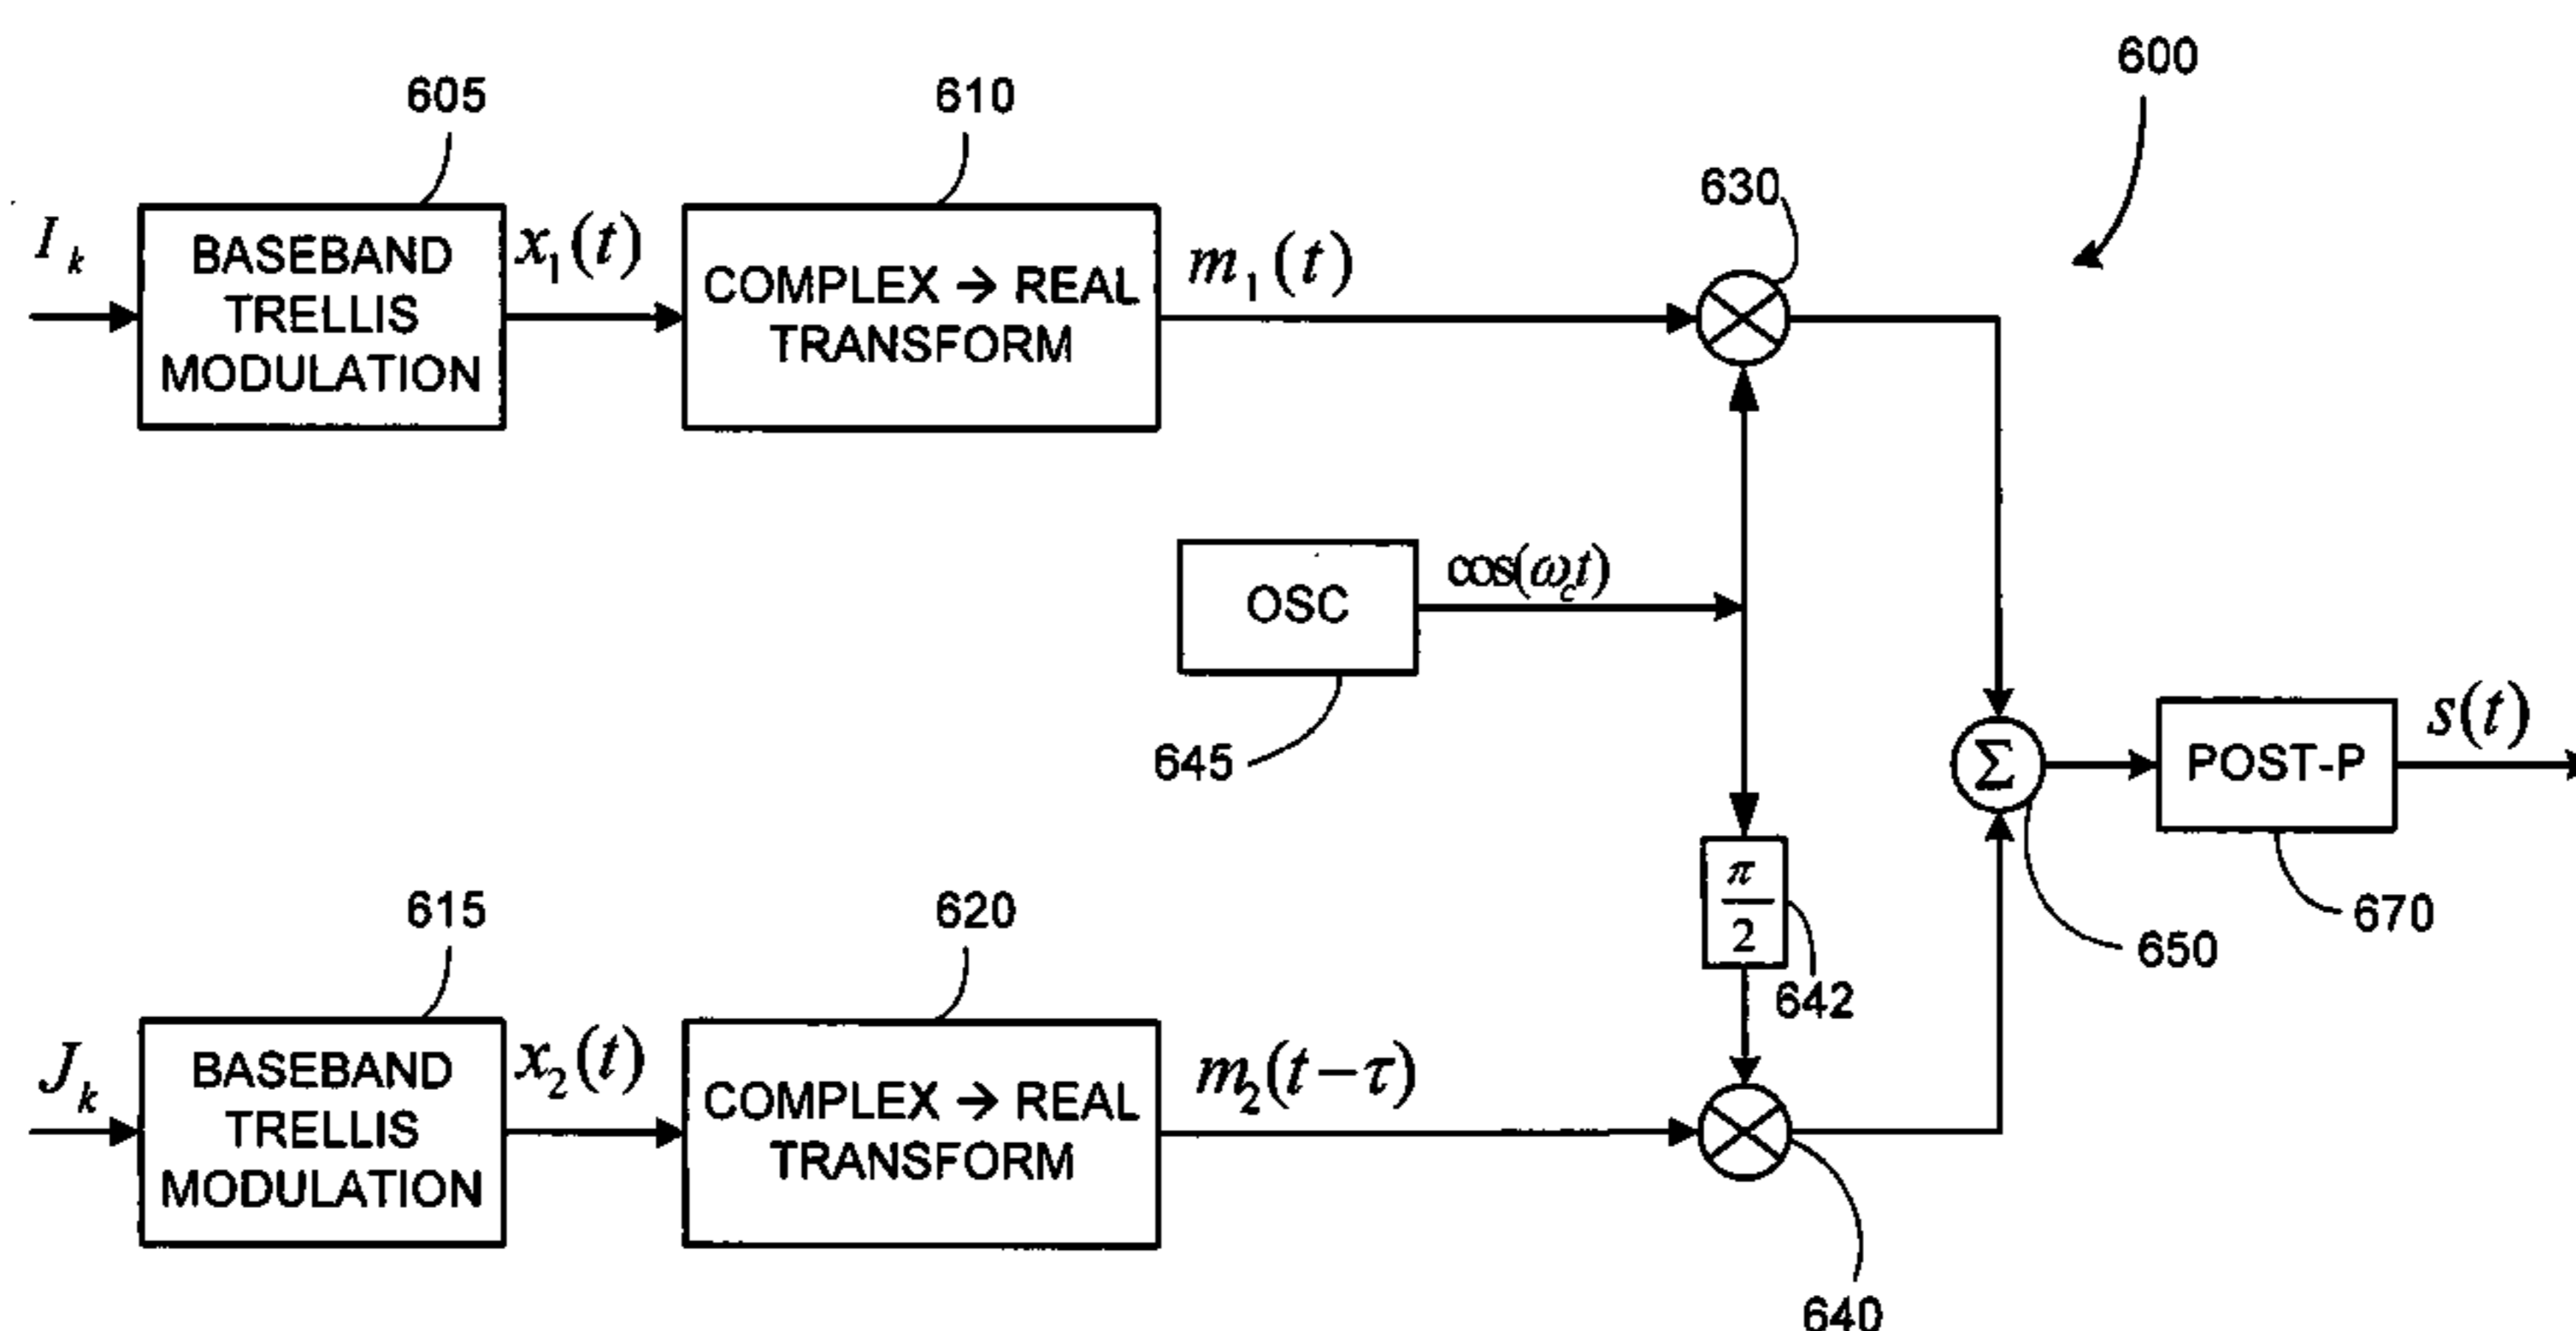 600
605
610
630
I_k
BASEBAND
TRELLIS
MODULATION
x_1(t)
COMPLEX → REAL
TRANSFORM
m_1(t)
OSC
cos(ω_c t)
645
Σ
POST-P
s(t)
650
670
π
2
642
615
620
J_k
BASEBAND
TRELLIS
MODULATION
x_2(t)
COMPLEX → REAL
TRANSFORM
m_2(t-τ)
640